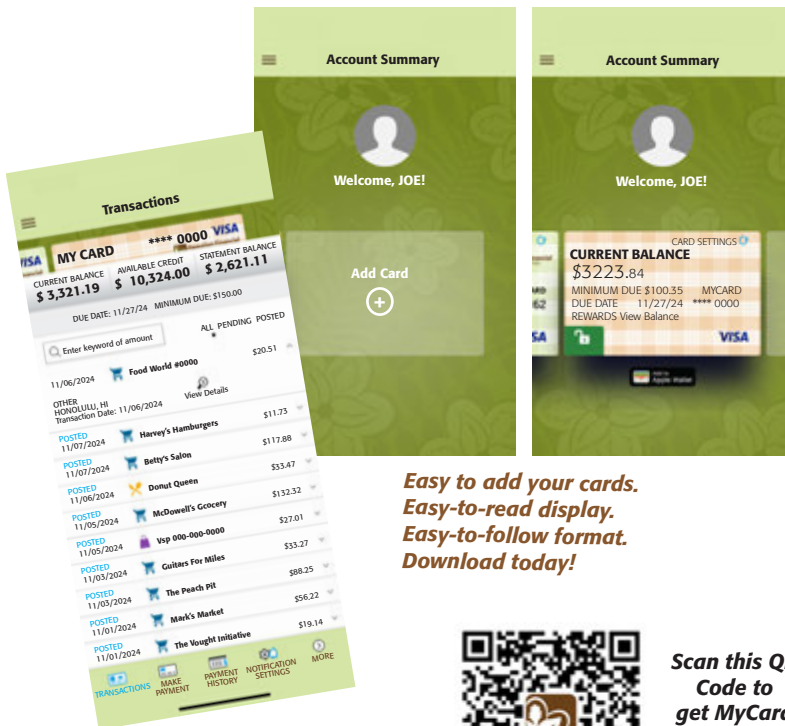 Account Summary
Welcome, JOE!
Add Card
Account Summary
Welcome, JOE!
CARD SETTINGS
CURRENT BALANCE
$3223.84
MINIMUM DUE $100.35 MYCARD
DUE DATE 11/27/24 **** 0000
REWARDS View Balance
VISA
Add to
Apple Wallet
62
SA
Transactions
VISA
MY CARD **** 0000 VISA
CURRENT BALANCE AVAILABLE CREDIT STATEMENT BALANCE
$ 3,321.19 $ 10,324.00 $ 2,621.11
DUE DATE: 11/27/24 MINIMUM DUE: $150.00
Enter keyword of amount ALL PENDING POSTED
11/06/2024 Food World #0000 $20.51
OTHER
HONOLULU, HI
Transaction Date: 11/06/2024 View Details
POSTED
11/07/2024 Harvey's Hamburgers $11.73
POSTED
11/07/2024 Betty's Salon $117.88
POSTED
11/06/2024 Donut Queen $33.47
POSTED
11/05/2024 McDowell's Gcocery $132.32
POSTED
11/05/2024 Vsp 000-000-0000 $27.01
POSTED
11/03/2024 Guitars For Miles $33.27
POSTED
11/03/2024 The Peach Pit $88.25
POSTED
11/01/2024 Mark's Market $56,22
POSTED
11/01/2024 The Vought Initiative $19.14
TRANSACTIONS
MAKE
PAYMENT
PAYMENT
HISTORY
NOTIFICATION
SETTINGS
MORE
Easy to add your cards.
Easy-to-read display.
Easy-to-follow format.
Download today!
Scan this Q
Code to
get MyCard